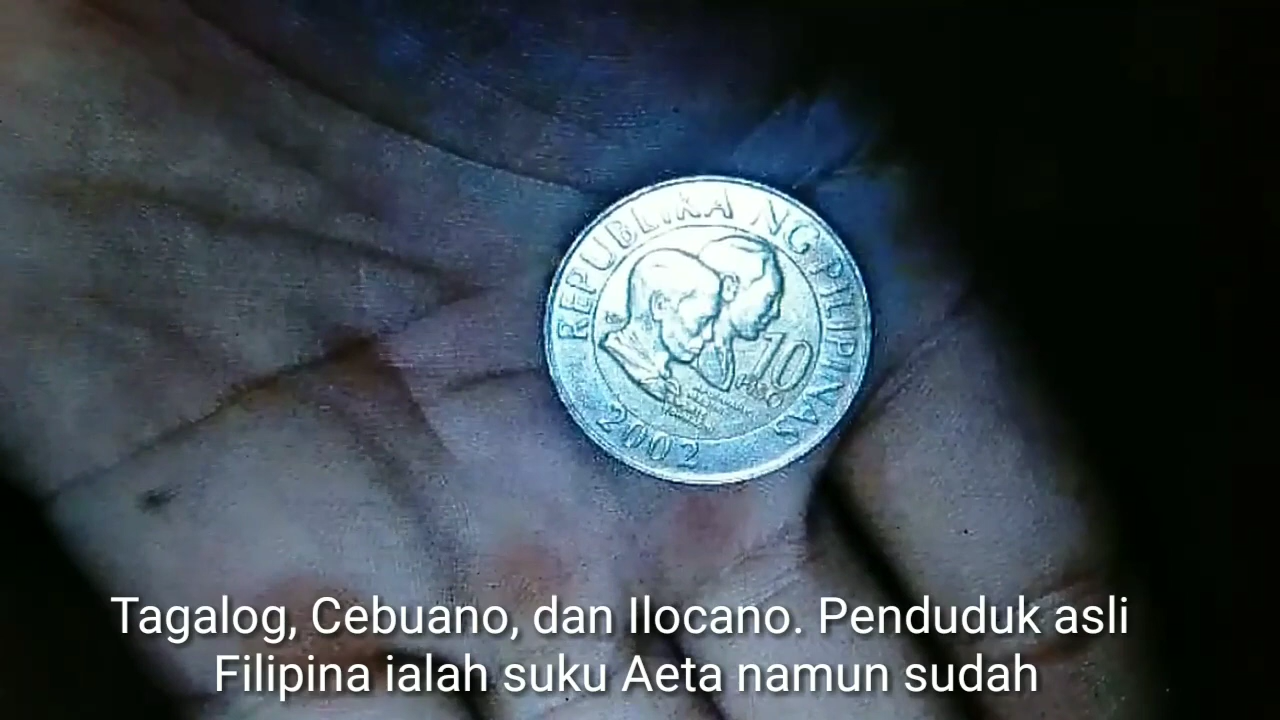 REPUBLIKA NG PILIPINAS
10
PISO
2002
Tagalog, Cebuano, dan Ilocano. Penduduk asli
Filipina ialah suku Aeta namun sudah